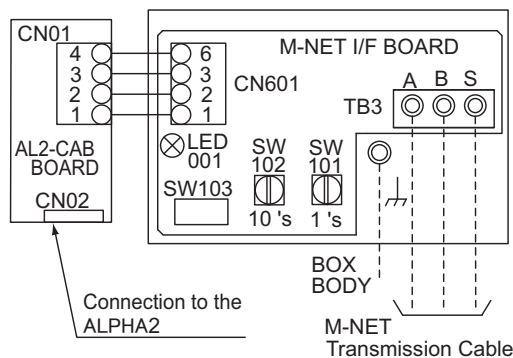 CN01
4
3
2
1
AL2-CAB
BOARD
CN02
Connection to the
ALPHA2
M-NET I/F BOARD
6
3
2
1
CN601
A B S
TB3
LED
001
SW
102
SW
101
SW103
10 's
1 's
BOX
BODY
M-NET
Transmission Cable